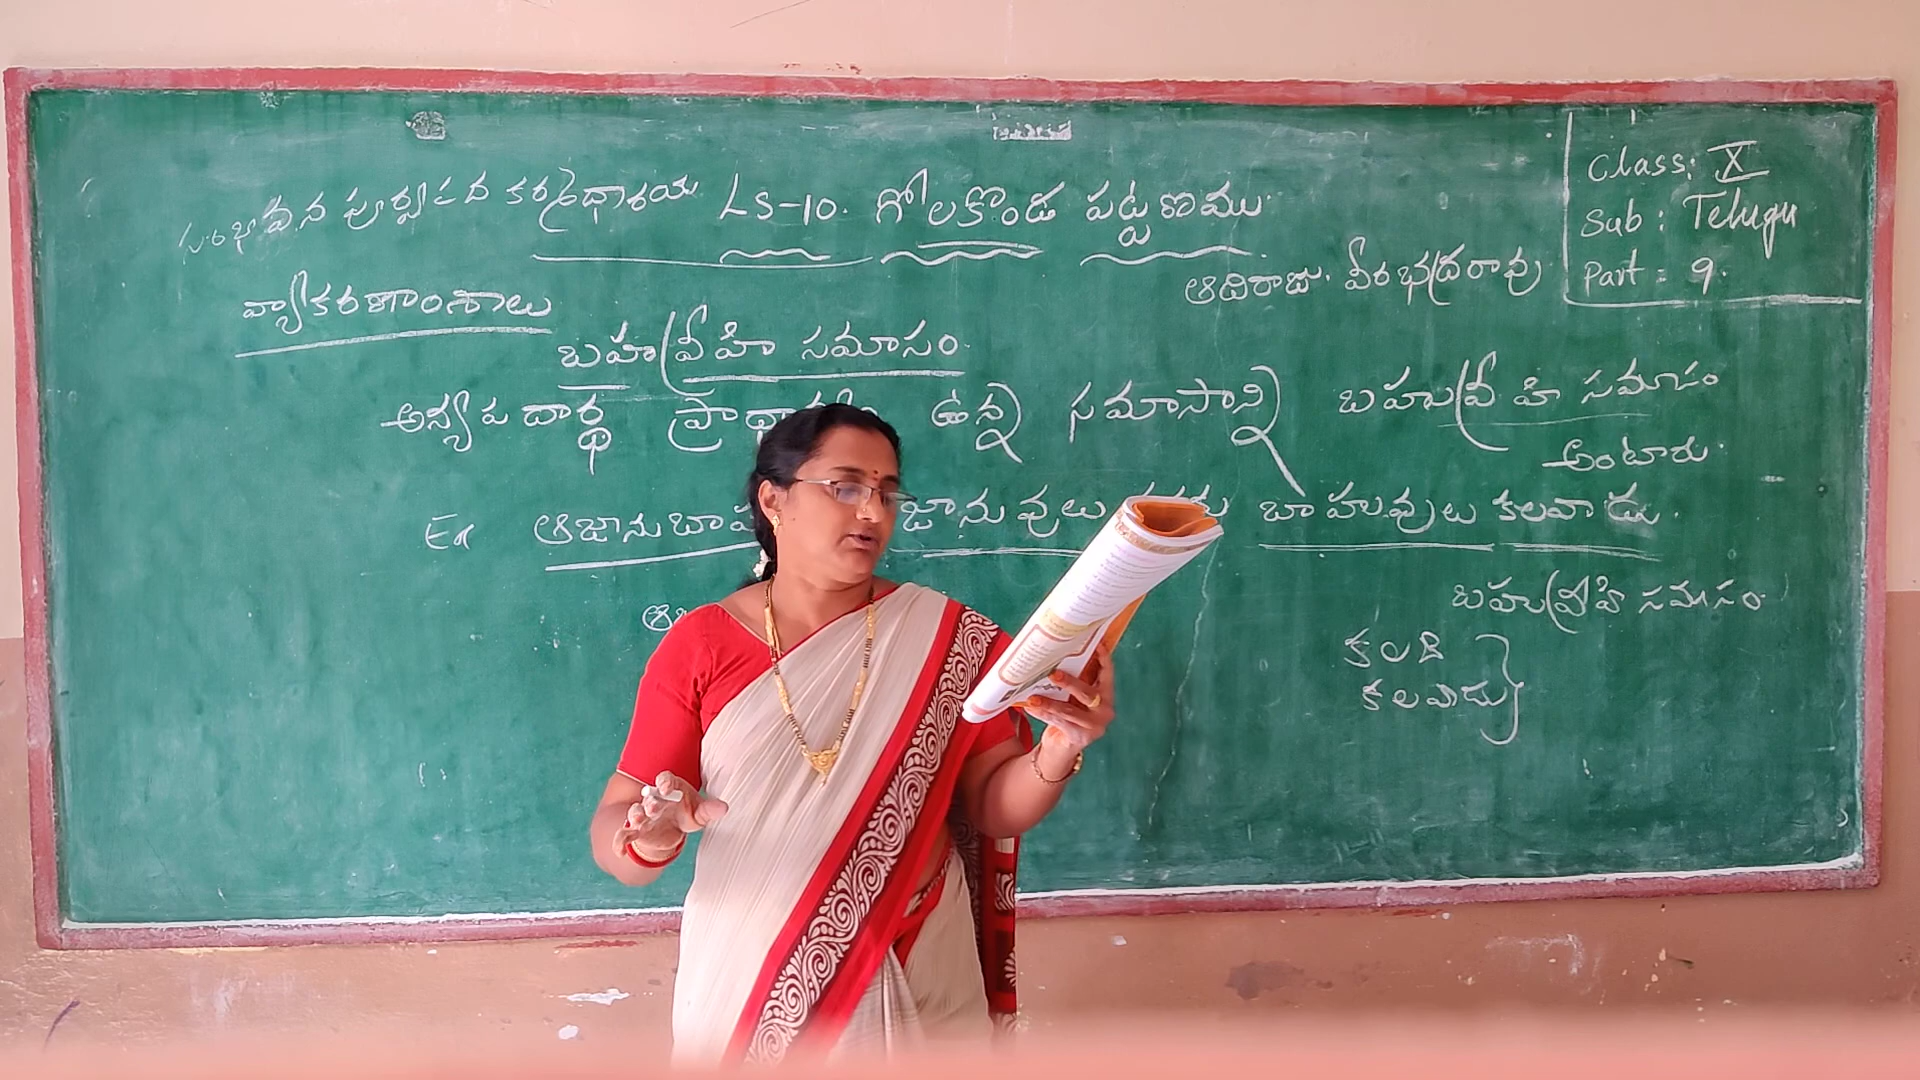 Class: X
Sub: Telugu
Part: 9
సంభావన పూర్వపద కర్మధారయ
LS-10. గోలకొండ పట్టణము
ఆదిరాజు. వీరభద్రరావు
వ్యాకరణాంశాలు
బహువ్రీహి సమాసం.
అన్యపదార్థ ఉన్న సమాసాన్ని బహువ్రీహి సమాసం
అంటారు.
Ex ఆజానుబాహ జానువులు బాహువులు కలవాడు.
బహువ్రీహి సమాసం.
కలది
కలవాడు